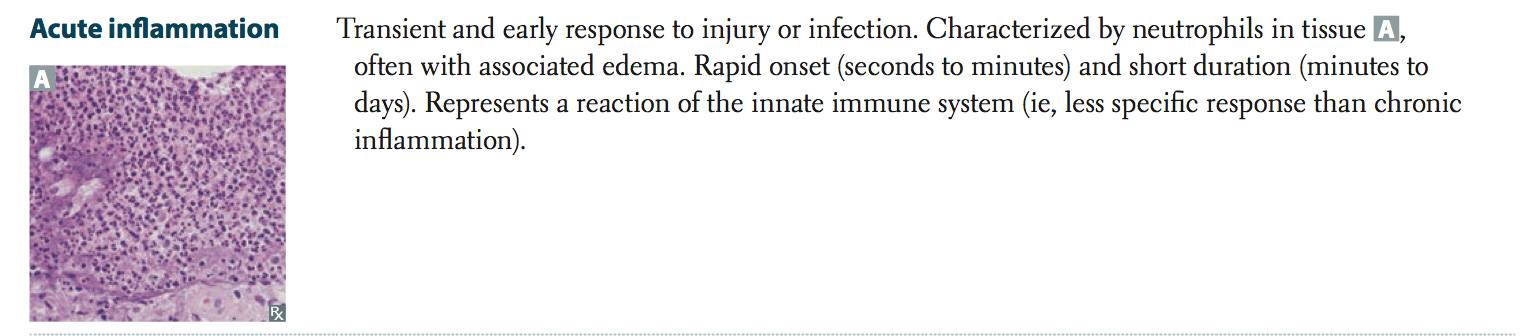 Acute inflammation
A
℞
Transient and early response to injury or infection. Characterized by neutrophils in tissue A,
often with associated edema. Rapid onset (seconds to minutes) and short duration (minutes to
days). Represents a reaction of the innate immune system (ie, less specific response than chronic
inflammation).